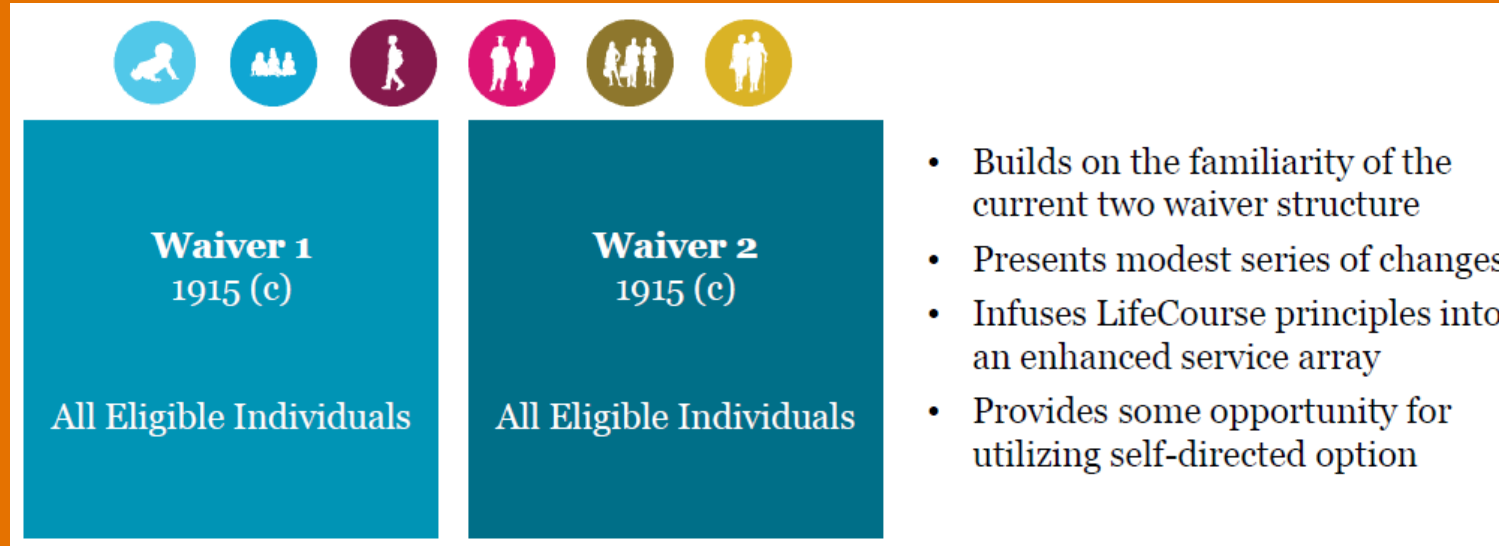 Waiver 1
1915 (c)
All Eligible Individuals
Waiver 2
1915 (c)
All Eligible Individuals
• Builds on the familiarity of the
current two waiver structure
• Presents modest series of changes
• Infuses LifeCourse principles into
an enhanced service array
• Provides some opportunity for
utilizing self-directed option